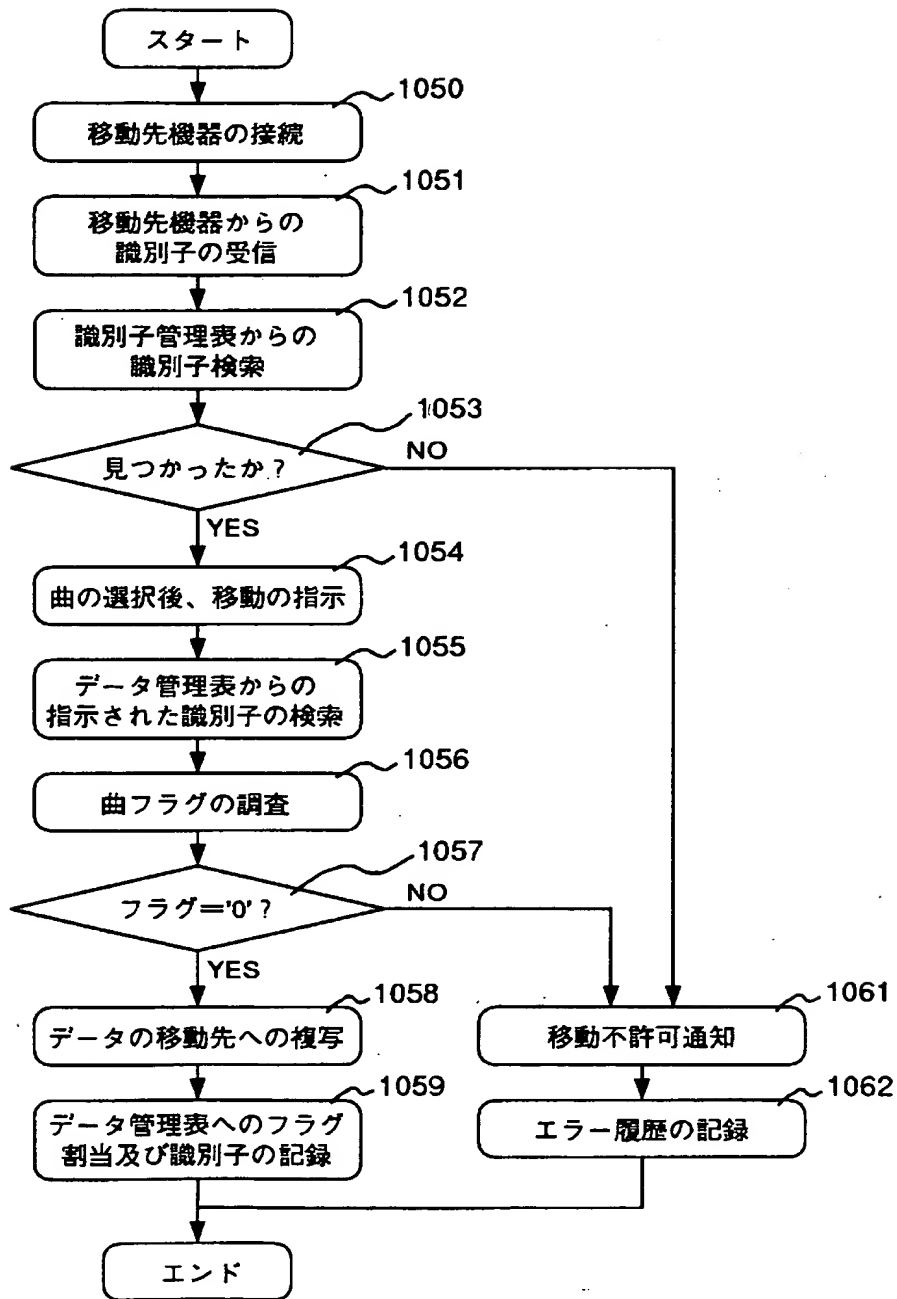 スタート
1050
移動先機器の接続
1051
移動先機器からの
識別子の受信
1052
識別子管理表からの
識別子検索
1053
見つかったか?
NO
YES
1054
曲の選択後、移動の指示
1055
データ管理表からの
指示された識別子の検索
1056
曲フラグの調査
1057
フラグ='0'?
NO
YES
1058
データの移動先への複写
1059
データ管理表へのフラグ
割当及び識別子の記録
1061
移動不許可通知
1062
エラー履歴の記録
エンド